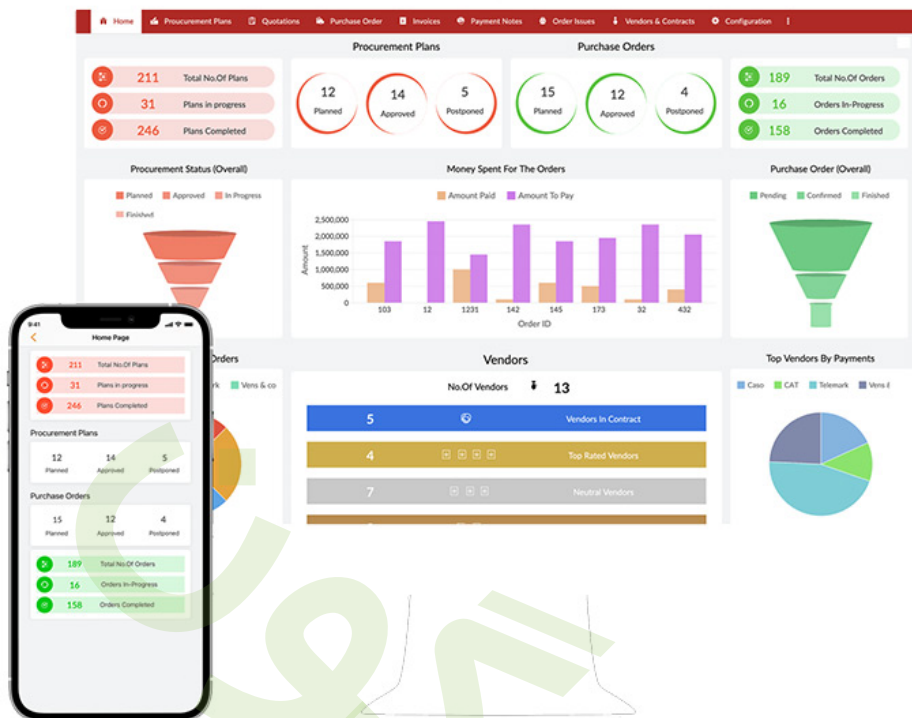 Home Proucurement Plans Quotations Purchase Order Invoices Payment Notes Order Issues Vendors & Contracts Configuration
Procurement Plans
Purchase Orders
211 Total No.Of Plans
31 Plans in progress
246 Plans Completed
12 Planned
14 Approved
5 Postponed
15 Planned
12 Approved
4 Postponed
189 Total No.Of Orders
16 Orders In-Progress
158 Orders Completed
Procurement Status (Overall)
Planned Approved In Progress
Finished
Money Spent For The Orders
Amount Paid Amount To Pay
2,500,000
2,000,000
1,500,000
1,000,000
500,000
0
Amount
103 12 1231 142 145 173 32 432
Order ID
Purchase Order (Overall)
Pending Confirmed Finished
Orders
rk Vens & co
Vendors
No.Of Vendors 13
5 Vendors In Contract
4 Top Rated Vendors
7 Neutral Vendors
Top Vendors By Payments
Caso CAT Telemark Vens &
9:41
Home Page
211 Total No.Of Plans
31 Plans in progress
246 Plans Completed
Procurement Plans
12 14 5
Planned Approved Postponed
Purchase Orders
15 12 4
Planned Approved Postponed
189 Total No.Of Orders
16 Orders In-Progress
158 Orders Completed